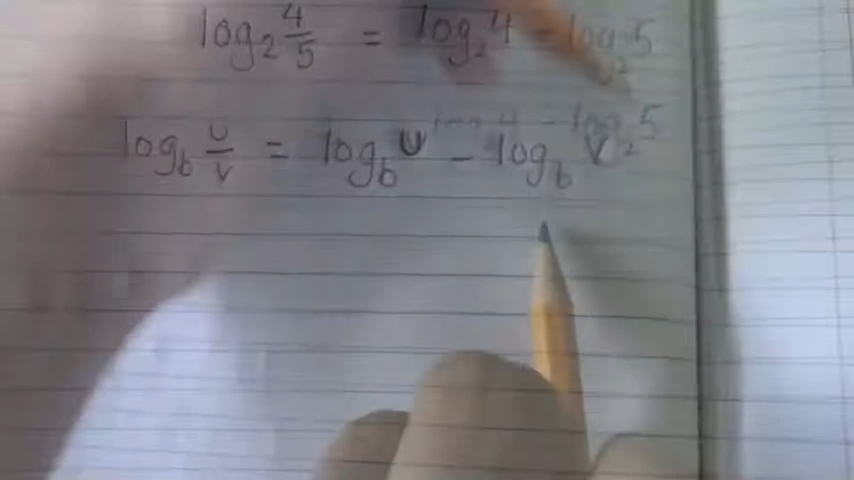 log₂ 4/5 = log₂ 4 - log₂ 5
log_b u/v = log_b u - log_b v